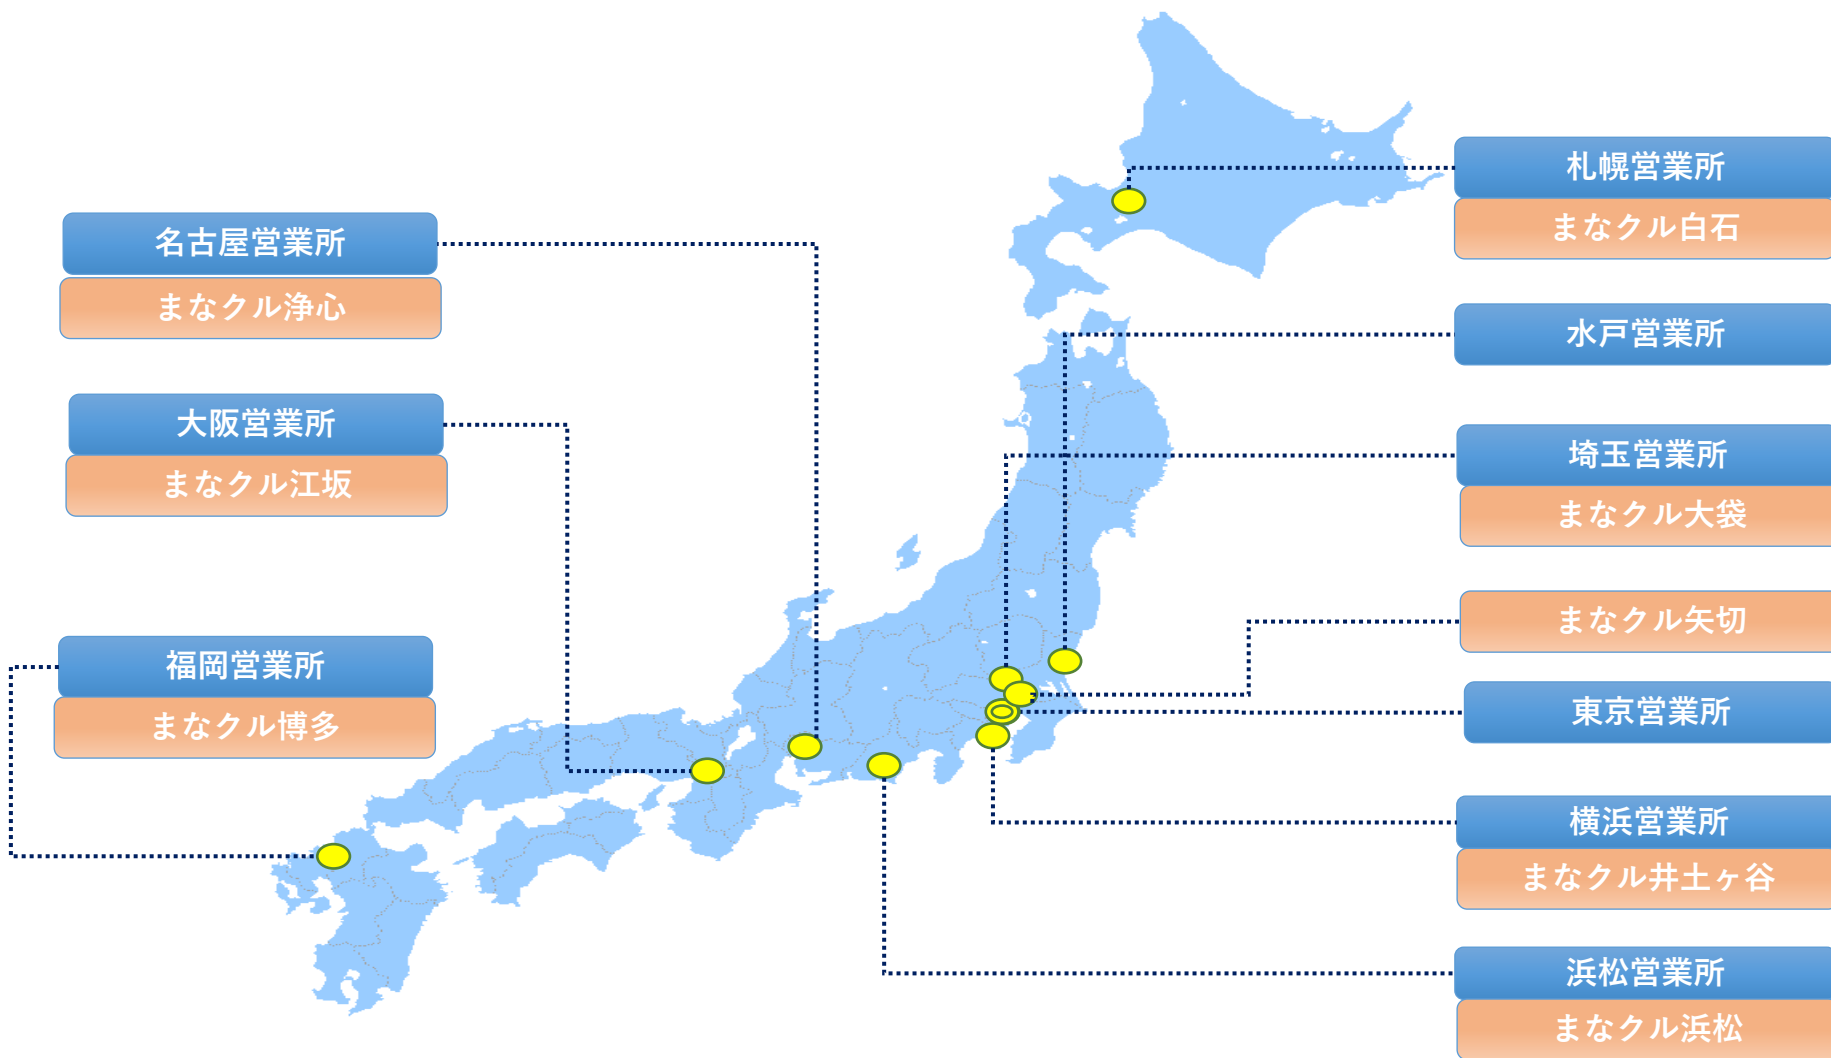 名古屋営業所
まなクル浄心
大阪営業所
まなクル江坂
福岡営業所
まなクル博多
札幌営業所
まなクル白石
水戸営業所
埼玉営業所
まなクル大袋
まなクル矢切
東京営業所
横浜営業所
まなクル井土ヶ谷
浜松営業所
まなクル浜松